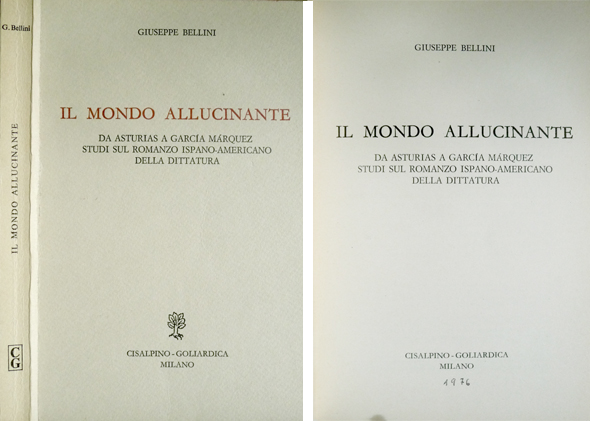 G. Bellini
IL MONDO ALLUCINANTE
CG
GIUSEPPE BELLINI
IL MONDO ALLUCINANTE
DA ASTURIAS A GARCÍA MÁRQUEZ
STUDI SUL ROMANZO ISPANO-AMERICANO
DELLA DITTATURA
CISALPINO-GOLIARDICA
MILANO
GIUSEPPE BELLINI
IL MONDO ALLUCINANTE
DA ASTURIAS A GARCÍA MÁRQUEZ
STUDI SUL ROMANZO ISPANO-AMERICANO
DELLA DITTATURA
CISALPINO-GOLIARDICA
MILANO
1976